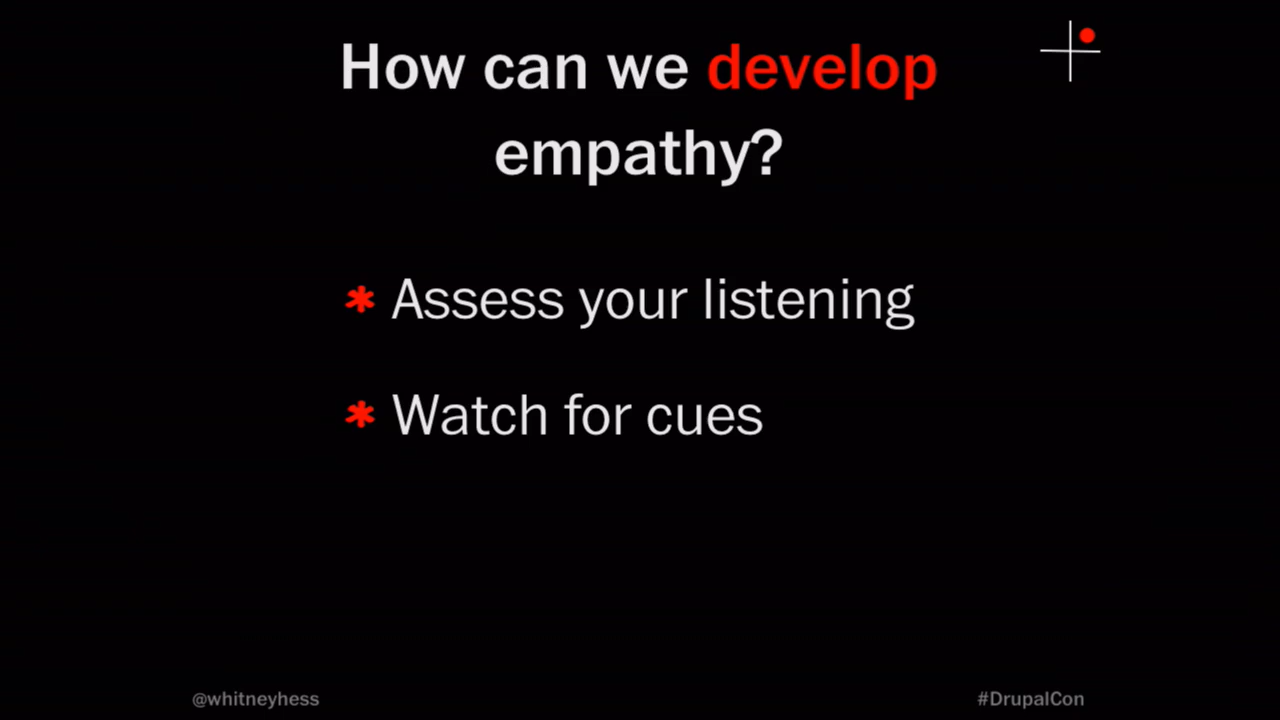 How can we develop
empathy?
* Assess your listening
* Watch for cues
@whitneyhess
#DrupalCon